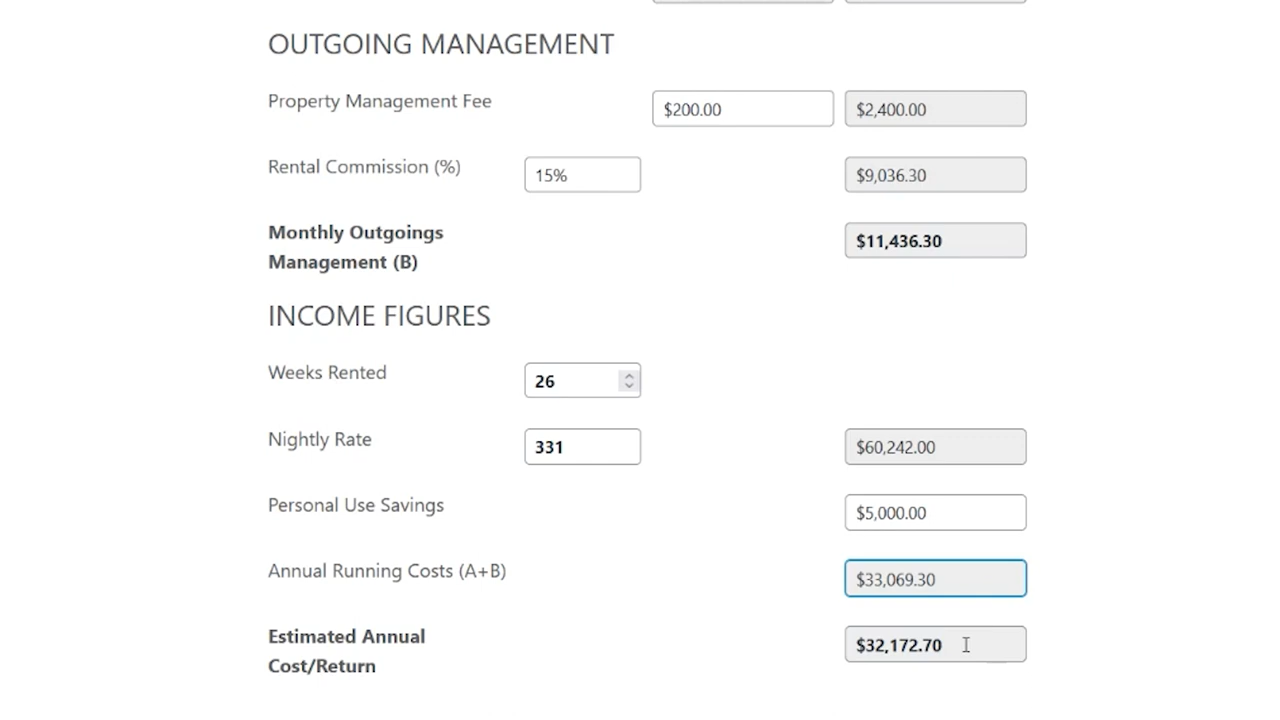 OUTGOING MANAGEMENT
Property Management Fee $200.00 $2,400.00
Rental Commission (%) 15% $9,036.30
Monthly Outgoings
Management (B) $11,436.30
INCOME FIGURES
Weeks Rented 26
Nightly Rate 331 $60,242.00
Personal Use Savings $5,000.00
Annual Running Costs (A+B) $33,069.30
Estimated Annual
Cost/Return $32,172.70